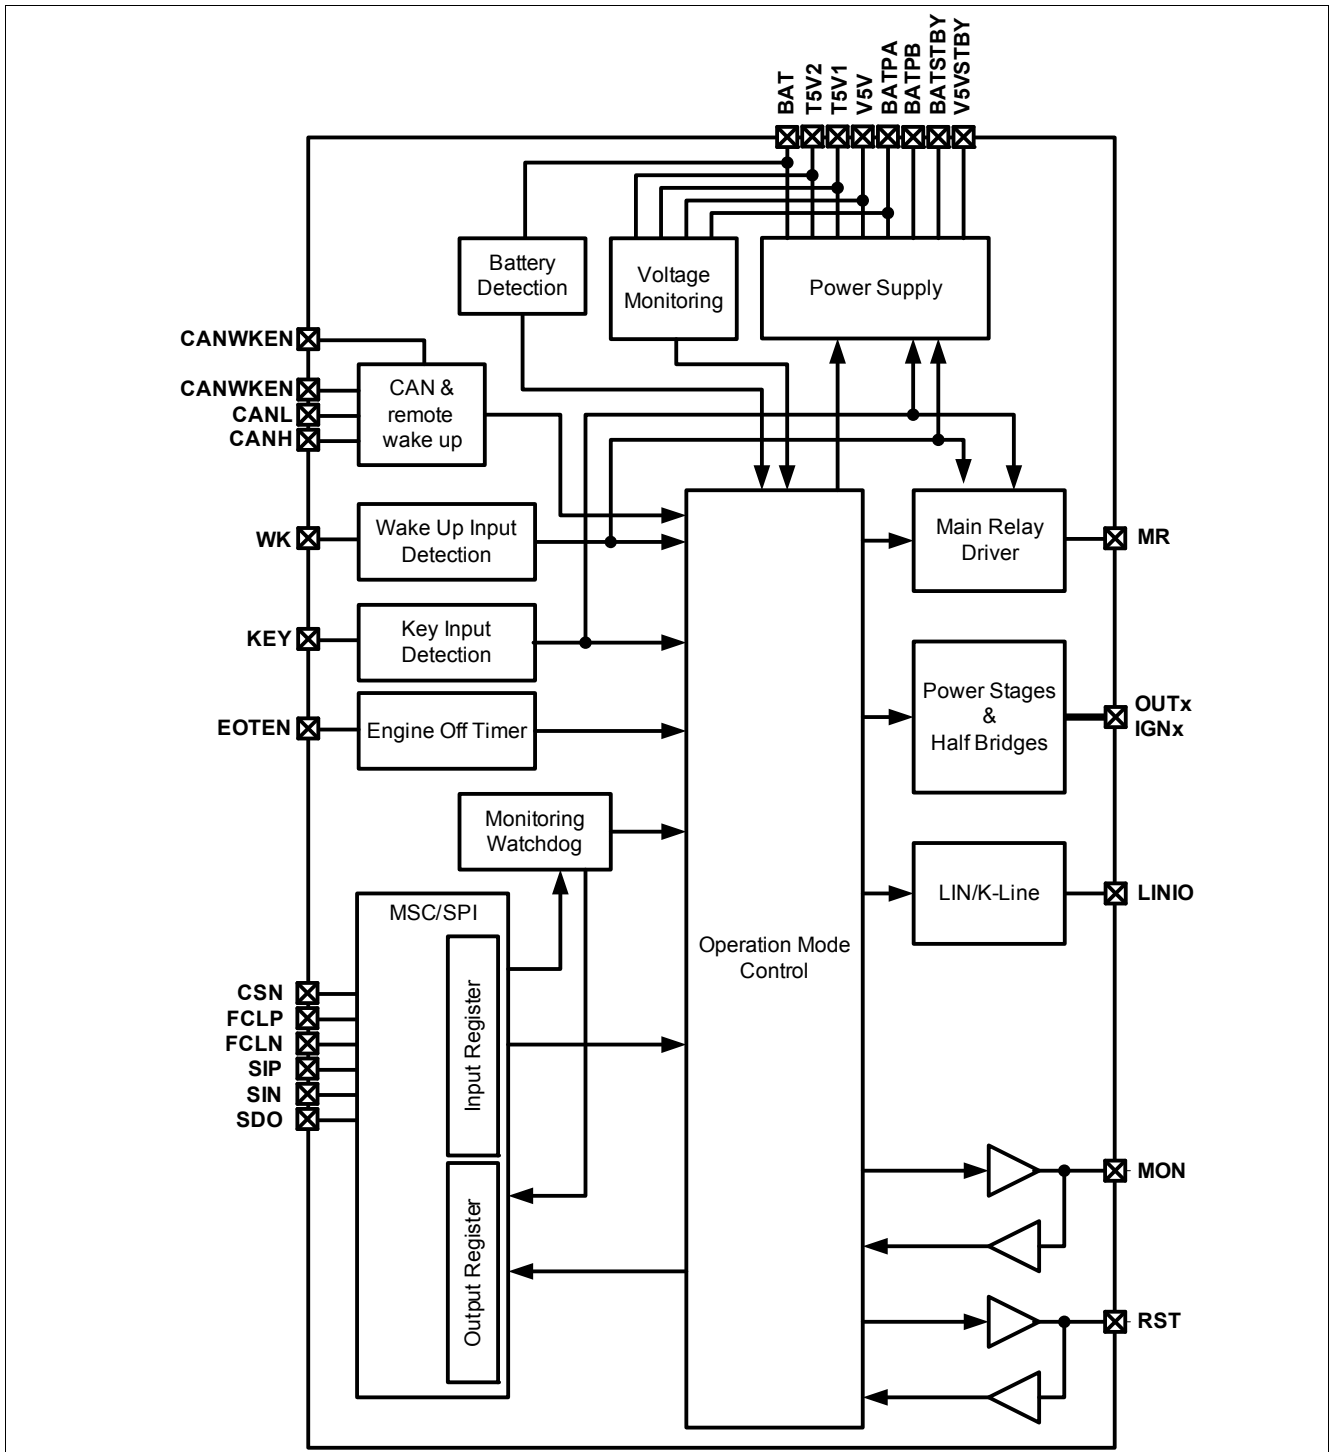 BAT
T5V2
T5V1
V5V
BATPA
BATPB
BATSTBY
V5VSTBY
Battery
Detection
Voltage
Monitoring
Power Supply
CANWKEN
CANWKEN
CANL
CANH
CAN &
remote
wake up
WK
Wake Up Input
Detection
Main Relay
Driver
MR
KEY
Key Input
Detection
Power Stages
&
Half Bridges
OUTx
IGNx
EOTEN
Engine Off Timer
Monitoring
Watchdog
LIN/K-Line
LINIO
MSC/SPI
Operation Mode
Control
Input Register
CSN
FCLP
FCLN
SIP
SIN
SDO
Output Register
MON
RST